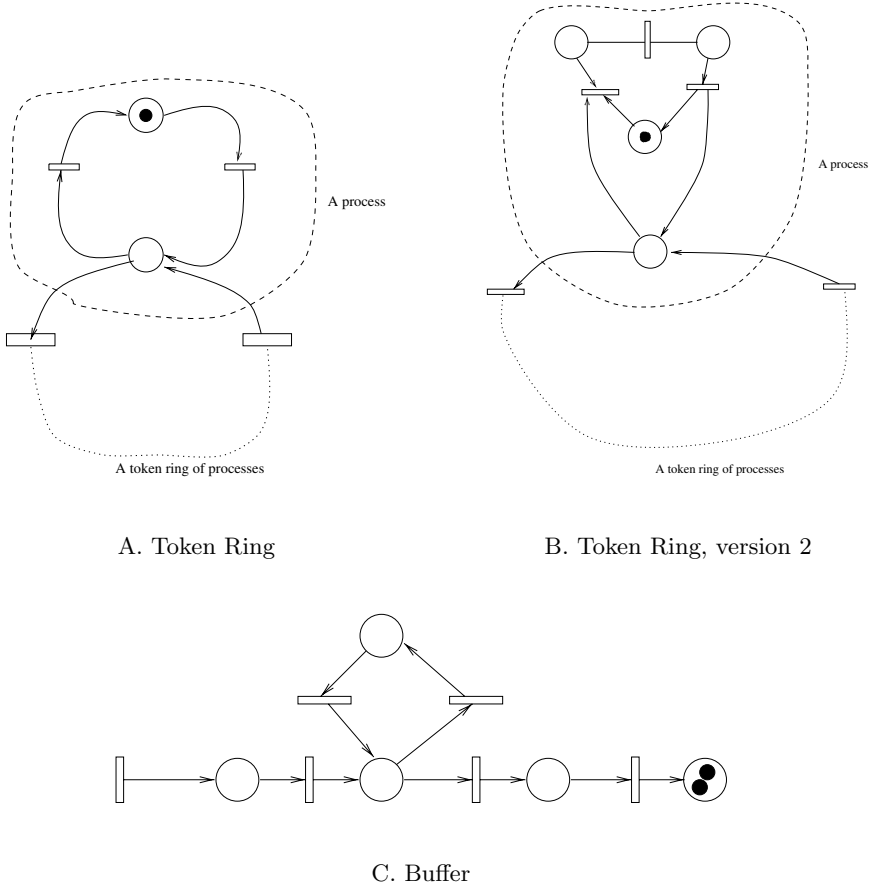 A process
A process
A token ring of processes
A token ring of processes
A. Token Ring
B. Token Ring, version 2
C. Buffer